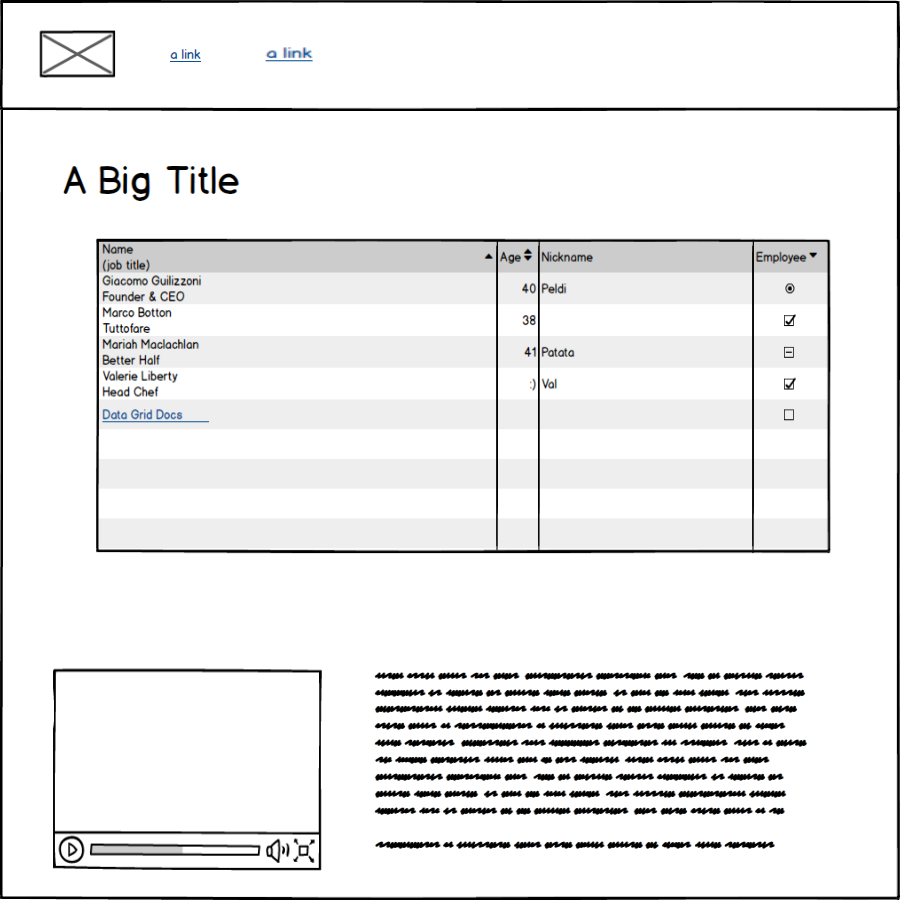 a link
a link
A Big Title
Name
(job title)
Age
Nickname
Employee
Giacomo Guilizzoni
Founder & CEO
40
Peldi
Marco Botton
Tuttofare
38
Mariah Maclachlan
Better Half
41
Patata
Valerie Liberty
Head Chef
:)
Val
Data Grid Docs